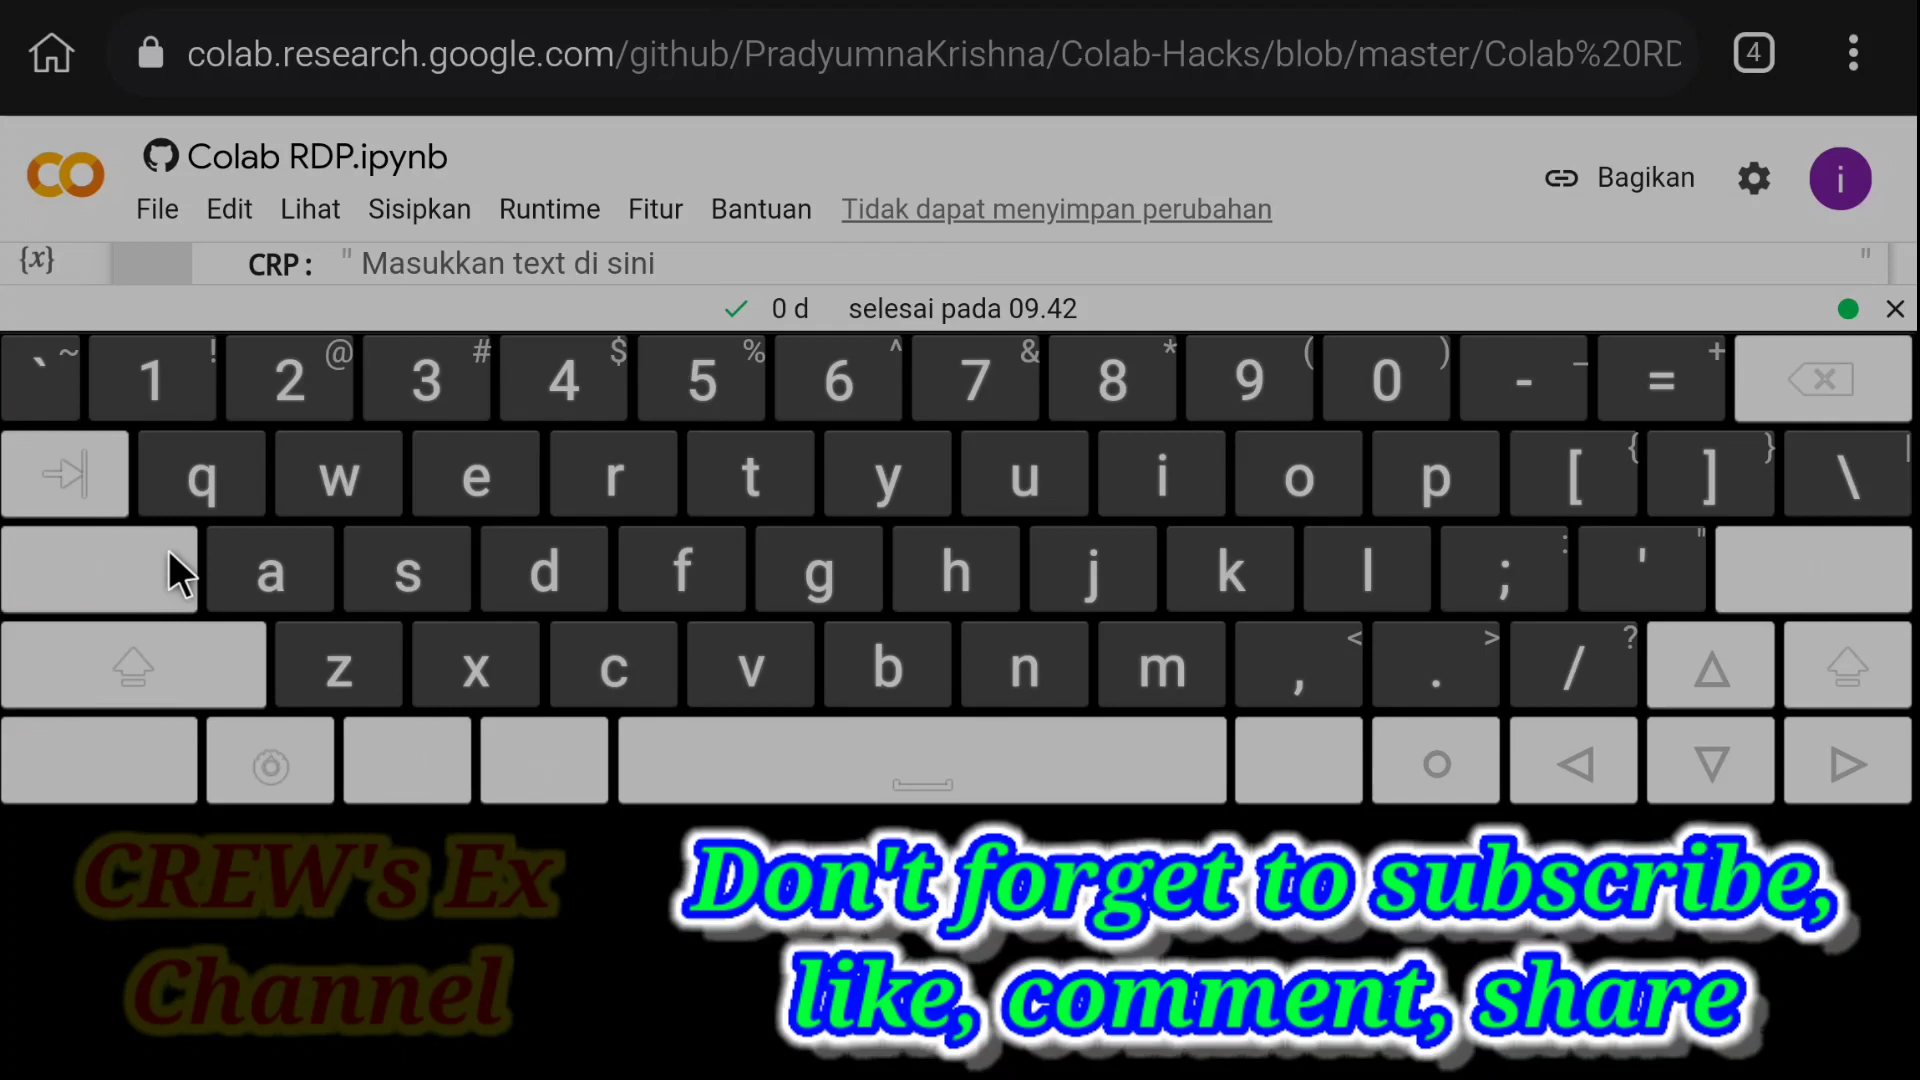 colab.research.google.com/github/PradyumnaKrishna/Colab-Hacks/blob/master/Colab%20RD
4
Colab RDP.ipynb
Bagikan
i
File Edit Lihat Sisipkan Runtime Fitur Bantuan Tidak dapat menyimpan perubahan
{x}
CRP: " Masukkan text di sini "
0 d selesai pada 09.42
` ~ 1 ! 2 @ 3 # 4 $ 5 % 6 ^ 7 & 8 * 9 ( 0 ) - _ = +
q w e r t y u i o p [ { ] } \ |
a s d f g h j k l ; : ' "
z x c v b n m , < . > / ?
CREW's Ex
Channel
Don't forget to subscribe,
like, comment, share